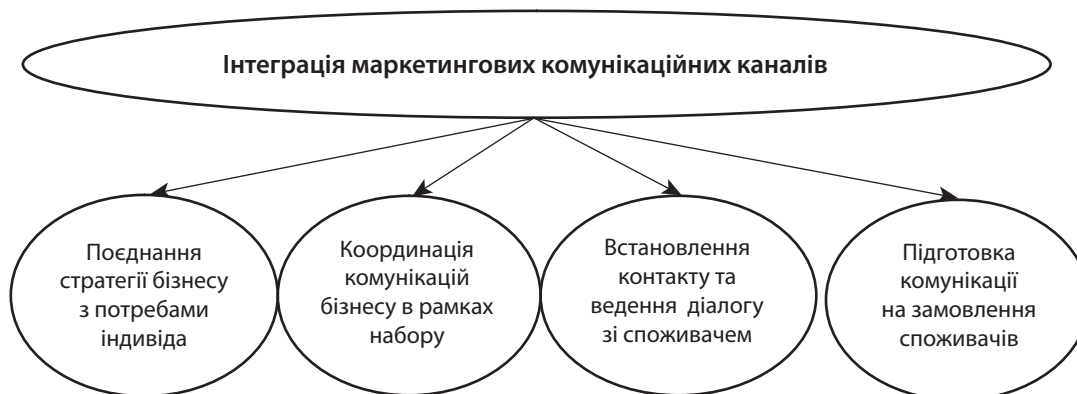 Інтеграція маркетингових комунікаційних каналів
Поєднання
стратегії бізнесу
з потребами
індивіда
Координація
комунікацій
бізнесу в рамках
набору
Встановлення
контакту та
ведення діалогу
зі споживачем
Підготовка
комунікації
на замовлення
споживачів